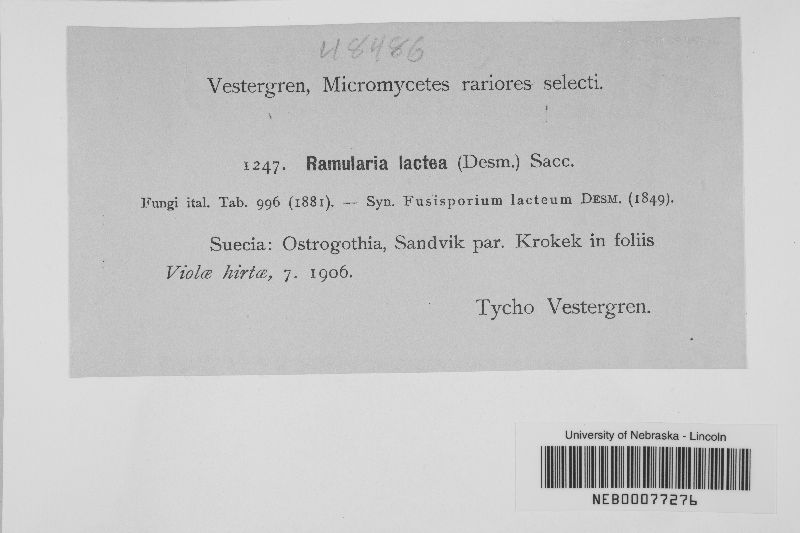 48486
Vestergren, Micromycetes rariores selecti.
1247. Ramularia lactea (Desm.) Sacc.
Fungi ital. Tab. 996 (1881). — Syn. Fusisporium lacteum DESM. (1849).
Suecia: Ostrogothia, Sandvik par. Krokek in foliis
Violæ hirtæ, 7. 1906.
Tycho Vestergren.
University of Nebraska - Lincoln
NEB00077276